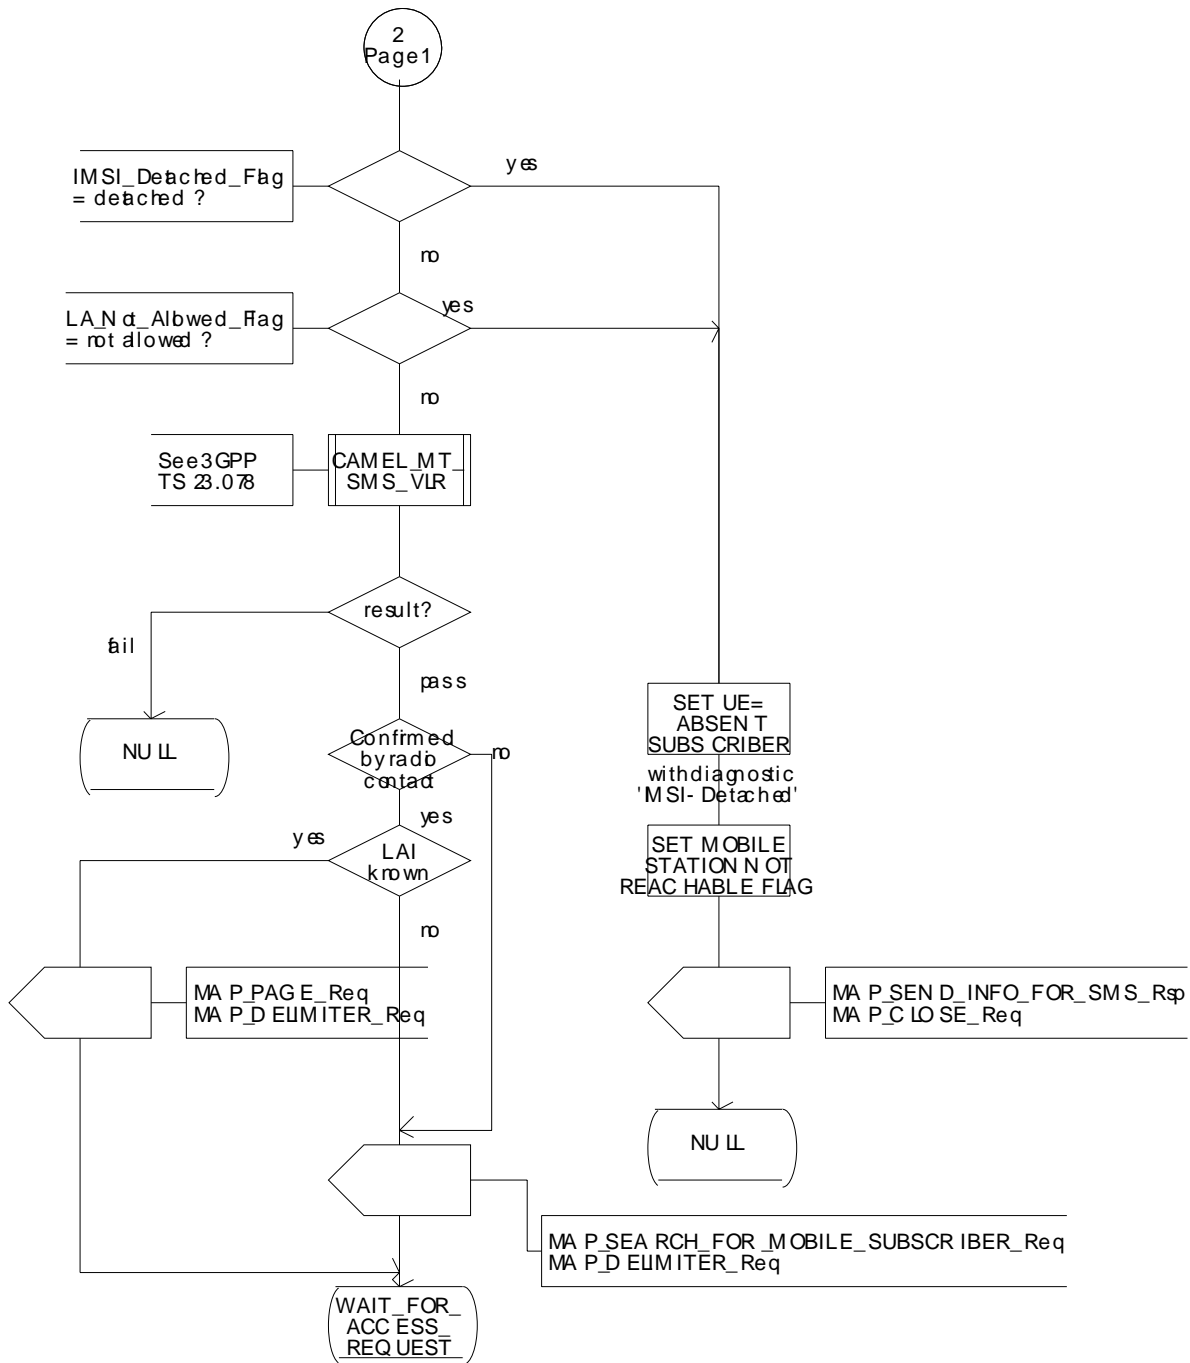 2
Page1
IMSI_Detached_Flag
= detached ?
yes
no
LA_Not_Allowed_Flag
= not allowed ?
yes
no
See 3GPP
TS 23.078
CAMEL_MT_
SMS_VLR
result?
fail
pass
NULL
Confirmed
by radio
contact
no
yes
SET UE=
ABSENT
SUBSCRIBER
with diagnostic
'IMSI-Detached'
yes
LAI
known
no
SET MOBILE
STATION NOT
REACHABLE FLAG
MAP_PAGE_Req
MAP_DELIMITER_Req
MAP_SEND_INFO_FOR_SMS_Rsp
MAP_CLOSE_Req
NULL
MAP_SEARCH_FOR_MOBILE_SUBSCRIBER_Req
MAP_DELIMITER_Req
WAIT_FOR_
ACCESS_
REQUEST